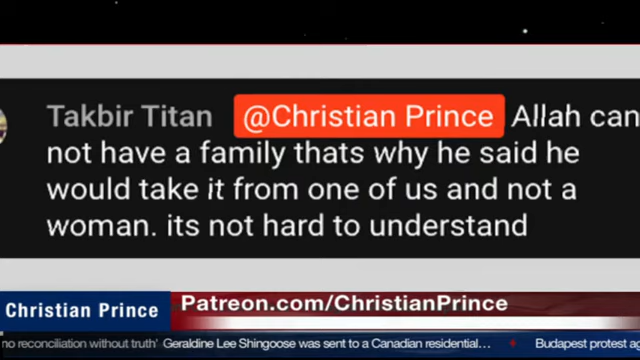 Takbir Titan @Christian Prince Allah can
not have a family thats why he said he
would take it from one of us and not a
woman. its not hard to understand
Christian Prince
Patreon.com/ChristianPrince
no reconciliation without truth' Geraldine Lee Shingoose was sent to a Canadian residential… Budapest protest ag